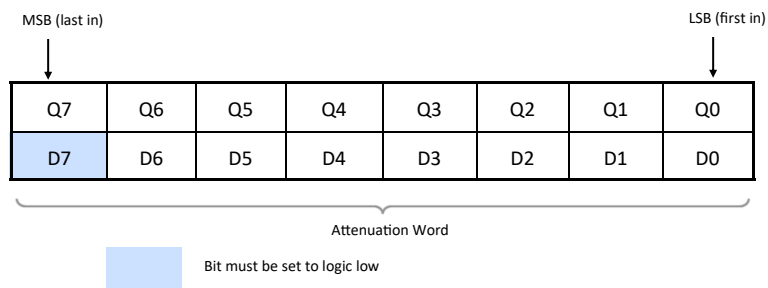 MSB (last in) LSB (first in)
Q7 Q6 Q5 Q4 Q3 Q2 Q1 Q0
D7 D6 D5 D4 D3 D2 D1 D0
Attenuation Word
Bit must be set to logic low